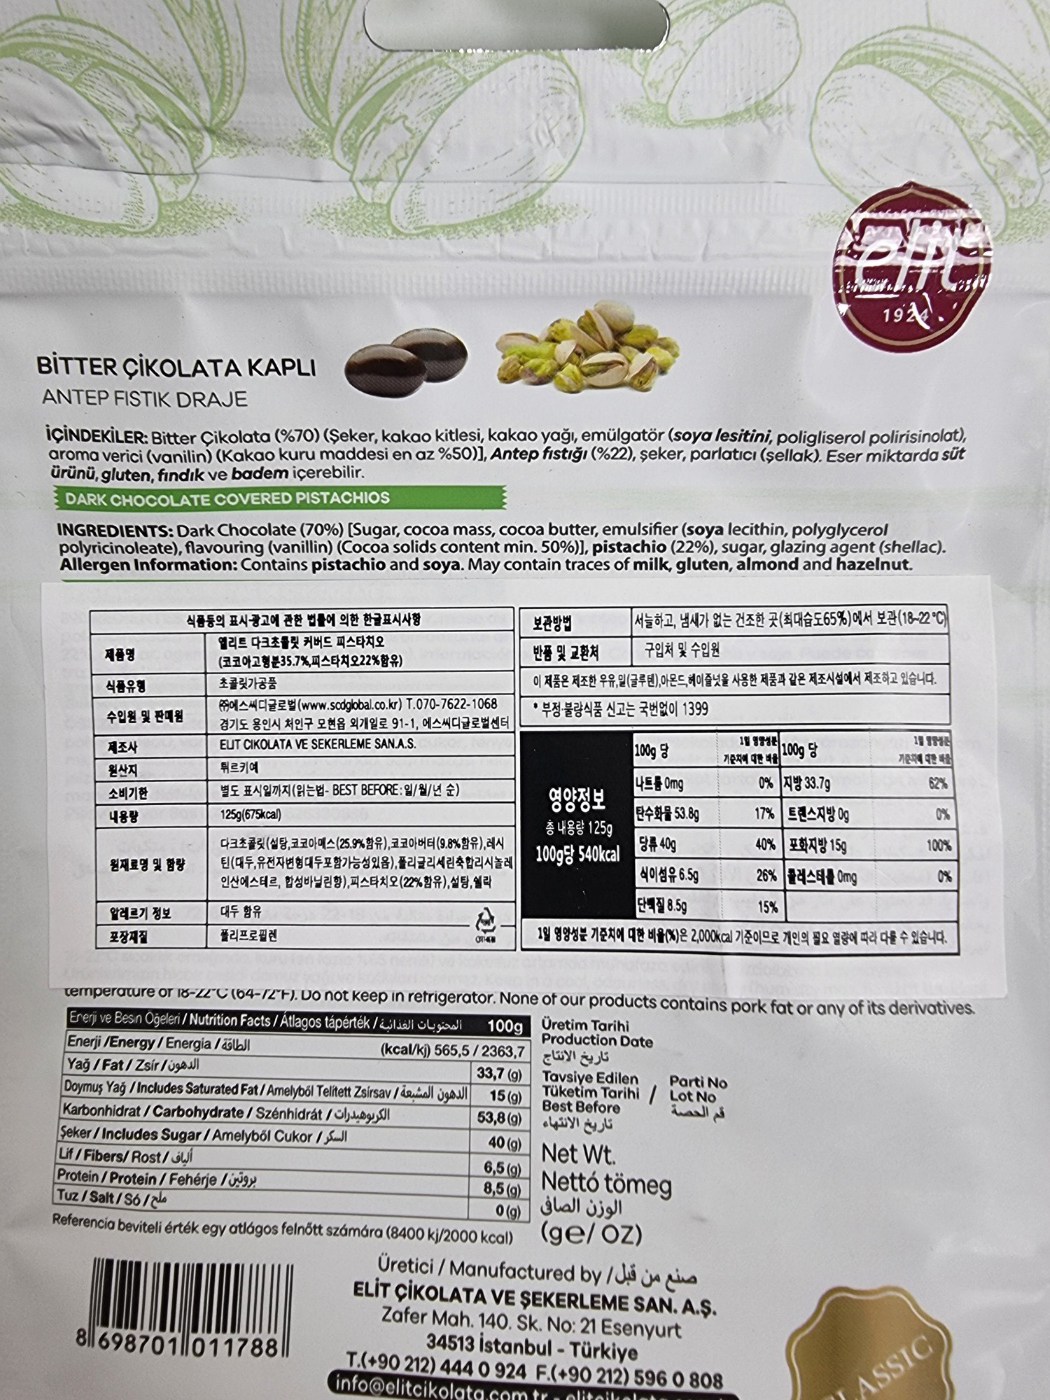 elit
1924
BİTTER ÇİKOLATA KAPLI
ANTEP FISTIK DRAJE
İÇİNDEKİLER: Bitter Çikolata (%70) (Şeker, kakao kitlesi, kakao yağı, emülgatör (soya lesitini, poligliserol polirisinolat),
aroma verici (vanilin) (Kakao kuru maddesi en az %50)], Antep fıstığı (%22), şeker, parlatıcı (şellak). Eser miktarda süt
ürünü, gluten, fındık ve badem içerebilir.
DARK CHOCOLATE COVERED PISTACHIOS
INGREDIENTS: Dark Chocolate (70%) [Sugar, cocoa mass, cocoa butter, emulsifier (soya lecithin, polyglycerol
polyricinoleate), flavouring (vanillin) (Cocoa solids content min. 50%)], pistachio (22%), sugar, glazing agent (shellac).
Allergen Information: Contains pistachio and soya. May contain traces of milk, gluten, almond and hazelnut.
식품등의 표시·광고에 관한 법률에 의한 한글표시사항
제품명
엘리트 다크초콜릿 커버드 피스타치오
(코코아고형분35.7%,피스타치오22%함유)
식품유형 초콜릿가공품
수입원 및 판매원
㈜에스씨디글로벌(www.scdglobal.co.kr) T.070-7622-1068
경기도 용인시 처인구 모현읍 외개일로 91-1, 에스씨디글로벌센터
제조사 ELIT CIKOLATA VE SEKERLEME SAN.A.S.
원산지 튀르키예
소비기한 별도 표시일까지(읽는법- BEST BEFORE:일/월/년 순)
내용량 125g(675kcal)
원재료명 및 함량
다크초콜릿(설탕,코코아매스(25.9%함유),코코아버터(9.8%함유),레시
틴(대두,유전자변형대두포함가능성있음),폴리글리세린축합리시놀레
인산에스테르, 합성바닐린향),피스타치오(22%함유),설탕,쉘락
알레르기 정보 대두 함유
포장재질 폴리프로필렌
보관방법 서늘하고, 냄새가 없는 건조한 곳(최대습도65%)에서 보관(18~22℃)
반품 및 교환처 구입처 및 수입원
이 제품은 제조한 우유,밀(글루텐),아몬드,헤이즐넛을 사용한 제품과 같은 제조시설에서 제조하고 있습니다.
* 부정·불량식품 신고는 국번없이 1399
영양정보
총 내용량 125g
100g당 540kcal
100g 당 1일 영양성분 기준치에 대한 비율 100g 당 1일 영양성분 기준치에 대한 비율
나트륨 0mg 0% 지방 33.7g 62%
탄수화물 53.8g 17% 트랜스지방 0g 0%
당류 40g 40% 포화지방 15g 100%
식이섬유 6.5g 26% 콜레스테롤 0mg 0%
단백질 8.5g 15%
1일 영양성분 기준치에 대한 비율(%)은 2,000kcal 기준이므로 개인의 필요 열량에 따라 다를 수 있습니다.
temperature of 18-22°C (64-72°F). Do not keep in refrigerator. None of our products contains pork fat or any of its derivatives.
Enerji ve Besin Öğeleri / Nutrition Facts / Átlagos tápérték / المحتويات الغذائية 100g
Enerji /Energy / Energia / الطاقة (kcal/kj) 565,5 / 2363,7
Yağ / Fat / Zsír / الدهون 33,7 (g)
Doymuş Yağ / Includes Saturated Fat / Amelyből Telített Zsírsav / الدهون المشبعة 15 (g)
Karbonhidrat / Carbohydrate / Szénhidrát / الكربوهيدرات 53,8 (g)
Şeker / Includes Sugar / Amelyből Cukor / السكر 40 (g)
Lif / Fibers/ Rost / ألياف 6,5 (g)
Protein / Protein / Fehérje / بروتين 8,5 (g)
Tuz / Salt / Só / ملح 0 (g)
Referencia beviteli érték egy atlágos felnőtt számára (8400 kj/2000 kcal)
Üretim Tarihi
Production Date
تاريخ الانتاج
Tavsiye Edilen
Tüketim Tarihi /
Best Before
تاريخ الانتهاء
Parti No
Lot No
قم الحصة
Net Wt.
Nettó tömeg
الوزن الصافي
(g℮/ OZ)
Üretici / Manufactured by / صنع من قبل
ELİT ÇİKOLATA VE ŞEKERLEME SAN. A.Ş.
Zafer Mah. 140. Sk. No: 21 Esenyurt
34513 İstanbul - Türkiye
T.(+90 212) 444 0 924 F.(+90 212) 596 0 808
info@elitcikolata.com.tr
8 698701 011788
CLASSIC